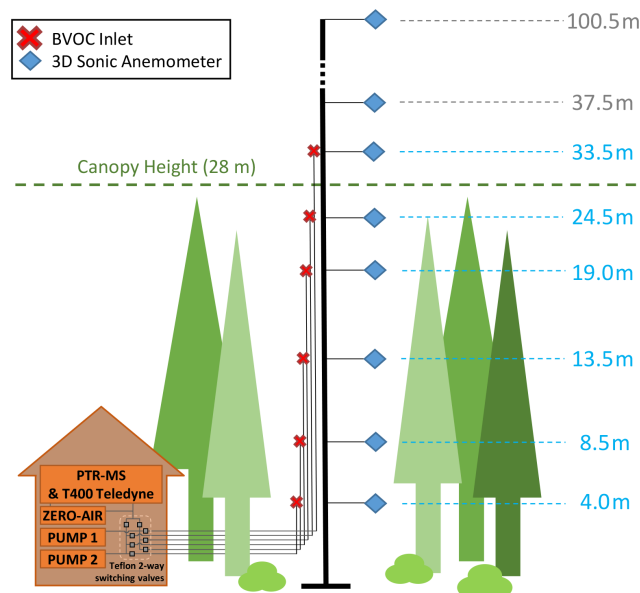 BVOC Inlet
3D Sonic Anemometer
100.5m
37.5m
33.5m
Canopy Height (28 m)
24.5m
19.0m
13.5m
8.5m
4.0m
PTR-MS
& T400 Teledyne
ZERO-AIR
PUMP 1
PUMP 2
Teflon 2-way
switching valves